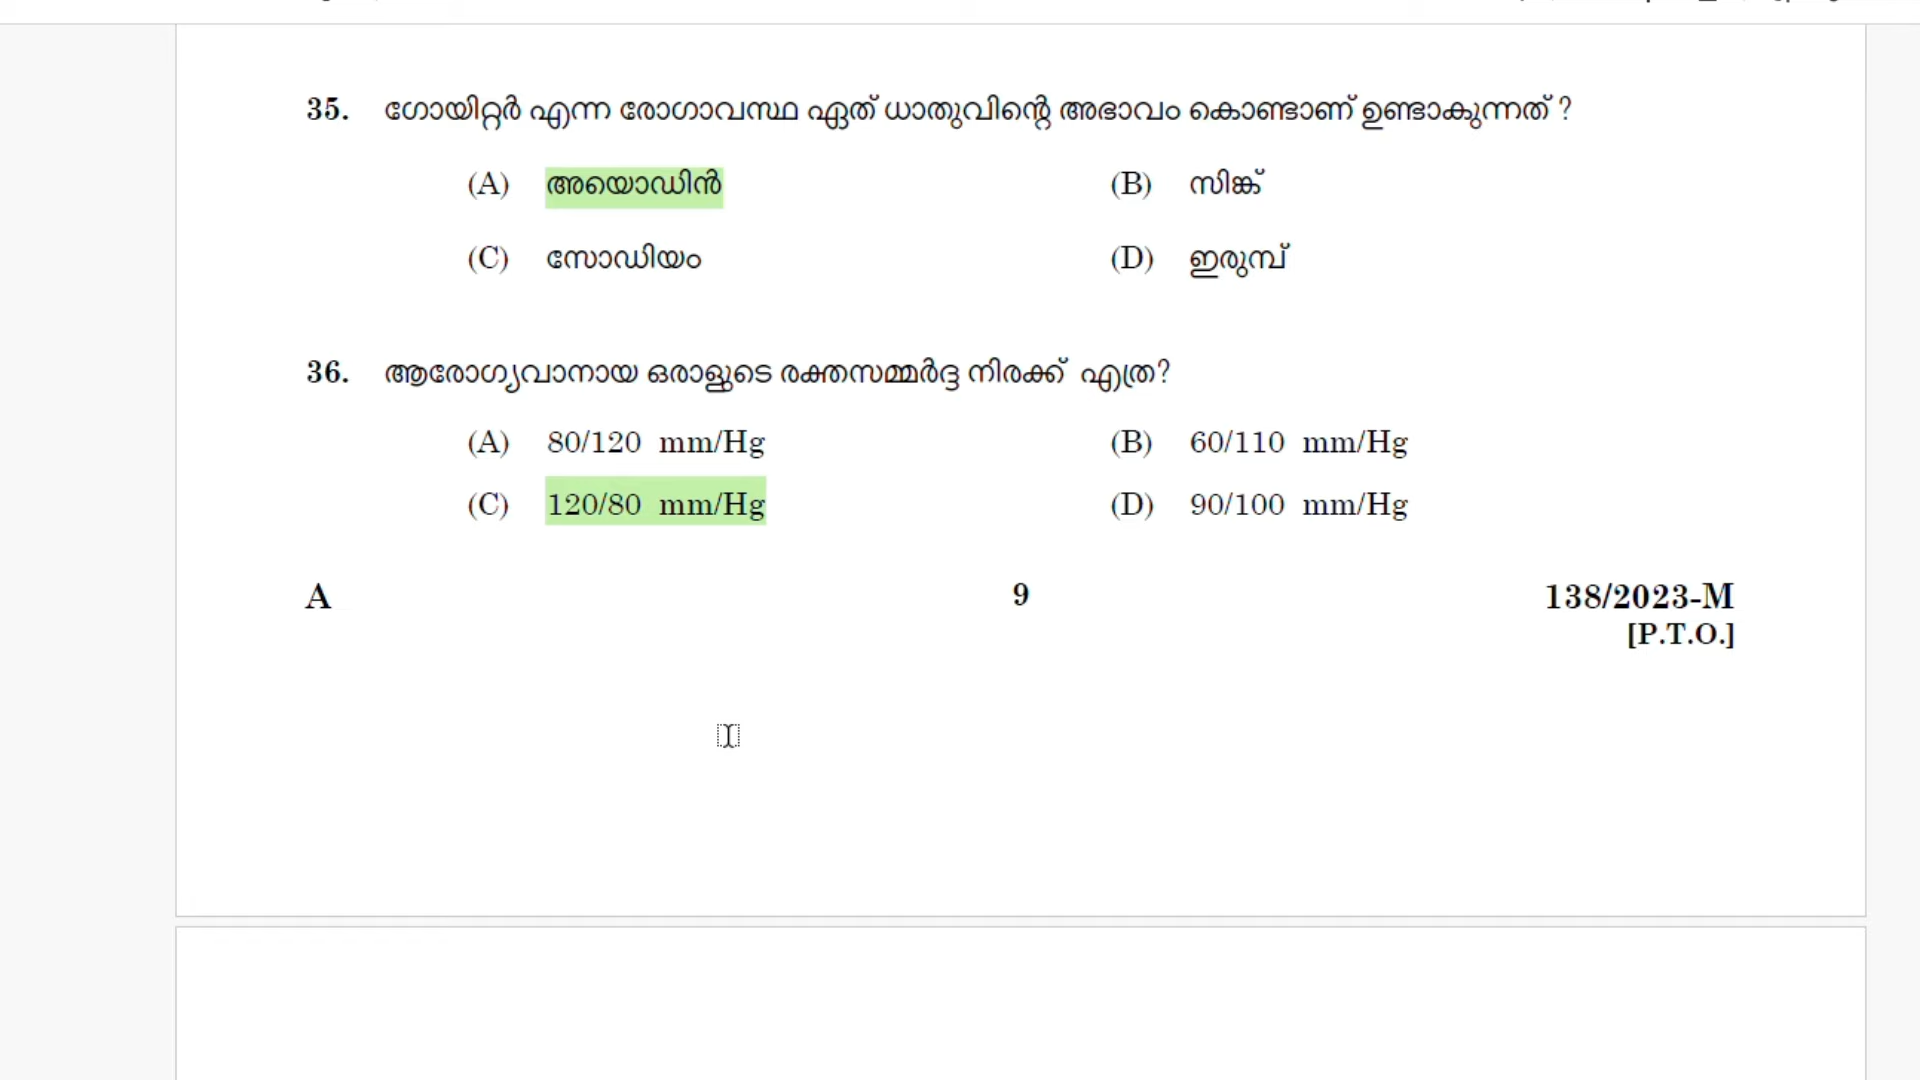 35. ഗോയിറ്റർ എന്ന രോഗാവസ്ഥ ഏത് ധാതുവിന്റെ അഭാവം കൊണ്ടാണ് ഉണ്ടാകുന്നത് ?
(A) അയൊഡിൻ (B) സിങ്ക്
(C) സോഡിയം (D) ഇരുമ്പ്
36. ആരോഗ്യവാനായ ഒരാളുടെ രക്തസമ്മർദ്ദ നിരക്ക് എത്ര?
(A) 80/120 mm/Hg (B) 60/110 mm/Hg
(C) 120/80 mm/Hg (D) 90/100 mm/Hg
A 9 138/2023-M
[P.T.O.]